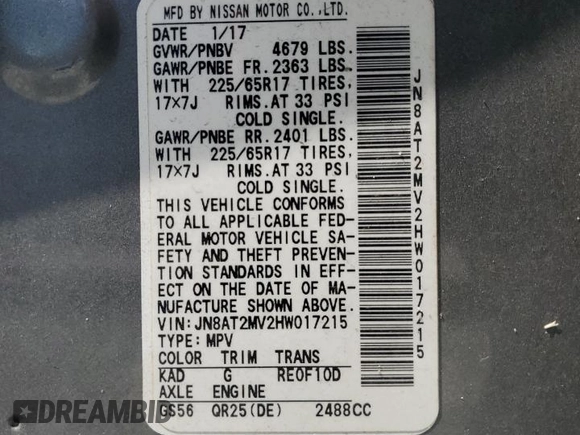 MFD BY NISSAN MOTOR CO.,LTD.
DATE 1/17
GVWR/PNBV 4679 LBS.
GAWR/PNBE FR.2363 LBS.
WITH 225/65R17 TIRES,
17×7J RIMS.AT 33 PSI
COLD SINGLE.
GAWR/PNBE RR.2401 LBS.
WITH 225/65R17 TIRES,
17×7J RIMS.AT 33 PSI
COLD SINGLE.
THIS VEHICLE CONFORMS
TO ALL APPLICABLE FED-
ERAL MOTOR VEHICLE SA-
FETY AND THEFT PREVEN-
TION STANDARDS IN EFF-
ECT ON THE DATE OF MA-
NUFACTURE SHOWN ABOVE.
VIN:JN8AT2MV2HW017215
TYPE:MPV
COLOR TRIM TRANS
KAD G RE0F10D
AXLE ENGINE
GS56 QR25(DE) 2488CC
JN8AT2MV2HW017215
DREAMBID